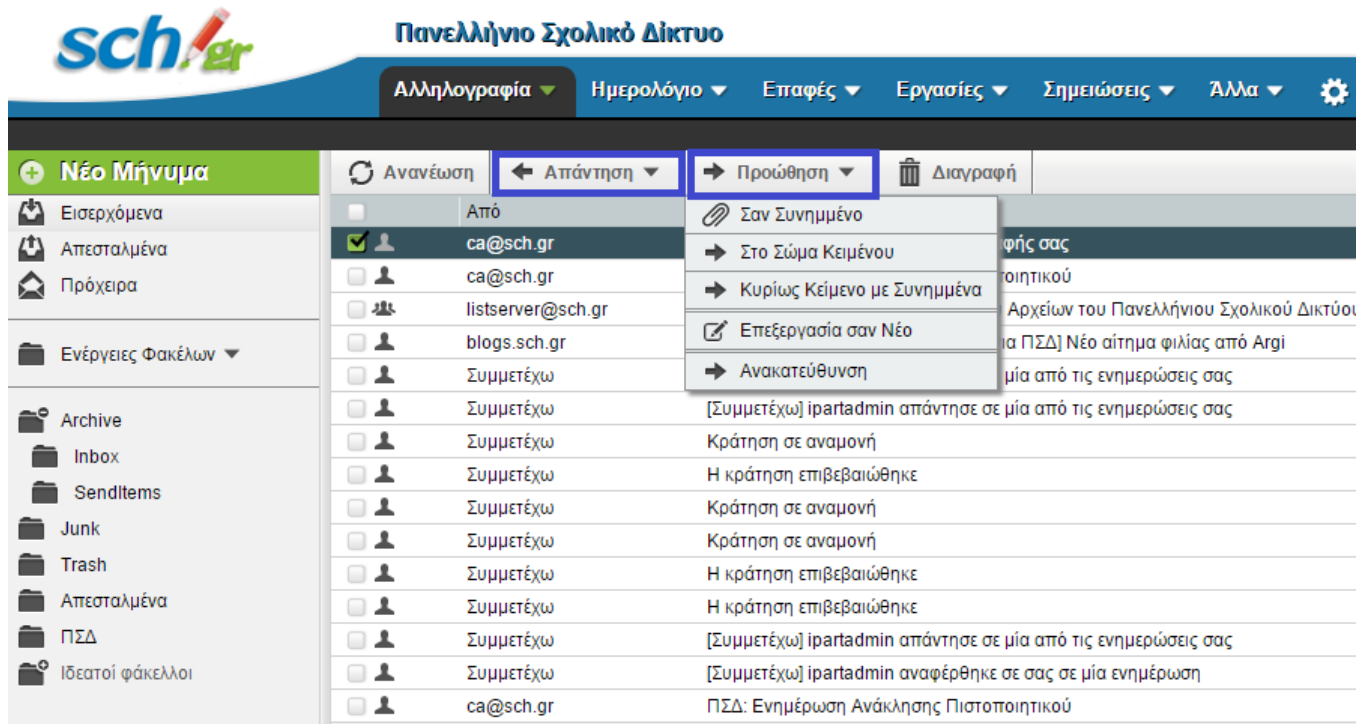 sch.gr
Πανελλήνιο Σχολικό Δίκτυο
Αλληλογραφία Ημερολόγιο Επαφές Εργασίες Σημειώσεις Άλλα
Νέο Μήνυμα
Ανανέωση Απάντηση Προώθηση Διαγραφή
Εισερχόμενα
Απεσταλμένα
Πρόχειρα
Ενέργειες Φακέλων
Archive
Inbox
SendItems
Junk
Trash
Απεσταλμένα
ΠΣΔ
Ιδεατοί φάκελλοι
Από
Σαν Συνημμένο
Στο Σώμα Κειμένου
Κυρίως Κείμενο με Συνημμένα
Επεξεργασία σαν Νέο
Ανακατεύθυνση
ca@sch.gr σας
ca@sch.gr
listserver@sch.gr Αρχείων του Πανελλήνιου Σχολικού Δικτύου
blogs.sch.gr ΠΣΔ] Νέο αίτημα φιλίας από Argi
Συμμετέχω μία από τις ενημερώσεις σας
Συμμετέχω [Συμμετέχω] ipartadmin απάντησε σε μία από τις ενημερώσεις σας
Συμμετέχω Κράτηση σε αναμονή
Συμμετέχω Η κράτηση επιβεβαιώθηκε
Συμμετέχω Κράτηση σε αναμονή
Συμμετέχω Κράτηση σε αναμονή
Συμμετέχω Η κράτηση επιβεβαιώθηκε
Συμμετέχω Η κράτηση επιβεβαιώθηκε
Συμμετέχω [Συμμετέχω] ipartadmin απάντησε σε μία από τις ενημερώσεις σας
Συμμετέχω [Συμμετέχω] ipartadmin αναφέρθηκε σε σας σε μία ενημέρωση
ca@sch.gr ΠΣΔ: Ενημέρωση Ανάκλησης Πιστοποιητικού